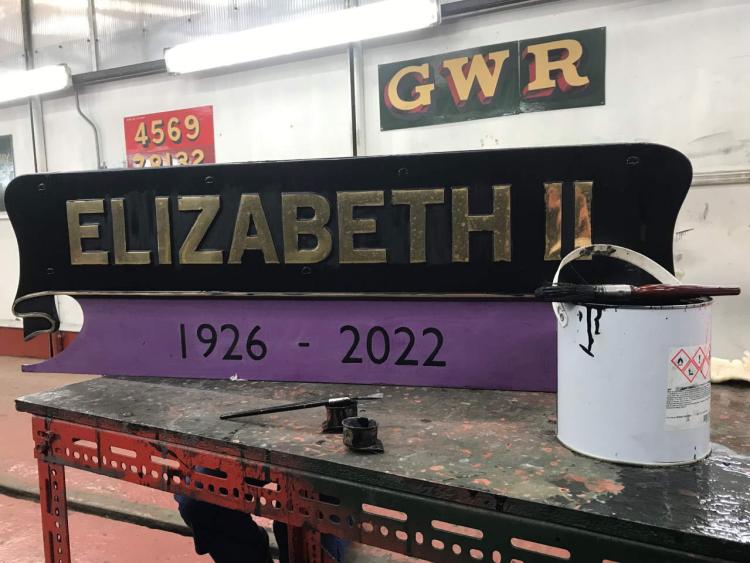 GWR
4569
ELIZABETH II
1926 - 2022